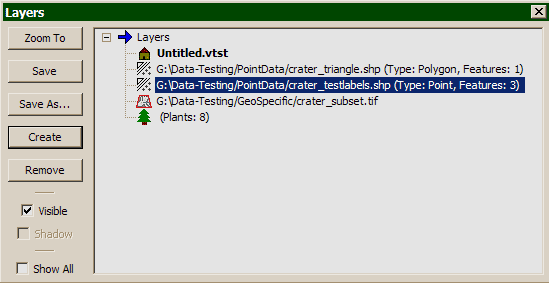 Layers
Zoom To
Save
Save As...
Create
Remove
Visible
Shadow
Show All
Layers
Untitled.vtst
G:\Data-Testing/PointData/crater_triangle.shp (Type: Polygon, Features: 1)
G:\Data-Testing/PointData/crater_testlabels.shp (Type: Point, Features: 3)
G:\Data-Testing/GeoSpecific/crater_subset.tif
(Plants: 8)